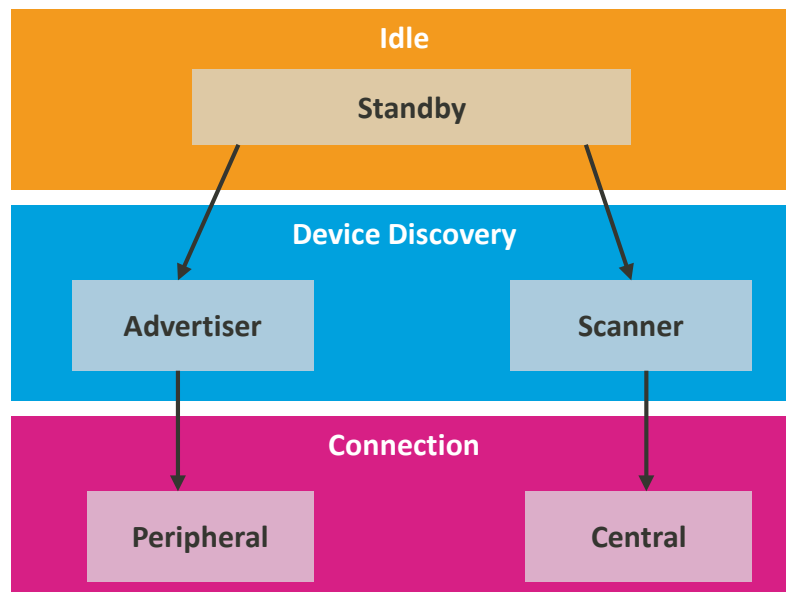 Idle
Standby
Device Discovery
Advertiser
Scanner
Connection
Peripheral
Central